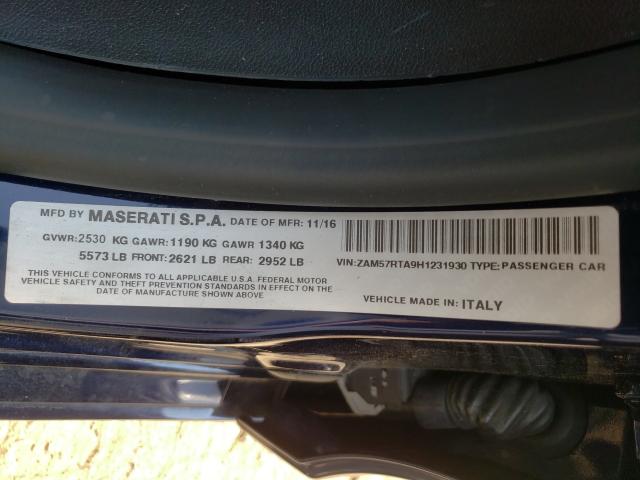 MFD BY MASERATI S.P.A. DATE OF MFR: 11/16
GVWR:2530 KG GAWR:1190 KG GAWR 1340 KG
5573 LB FRONT:2621 LB REAR: 2952 LB
THIS VEHICLE CONFORMS TO ALL APPLICABLE U.S.A. FEDERAL MOTOR
VEHICLE SAFETY AND THEFT PREVENTION STANDARDS IN EFFECT ON THE
DATE OF MANUFACTURE SHOWN ABOVE
VIN:ZAM57RTA9H1231930 TYPE:PASSENGER CAR
VEHICLE MADE IN: ITALY